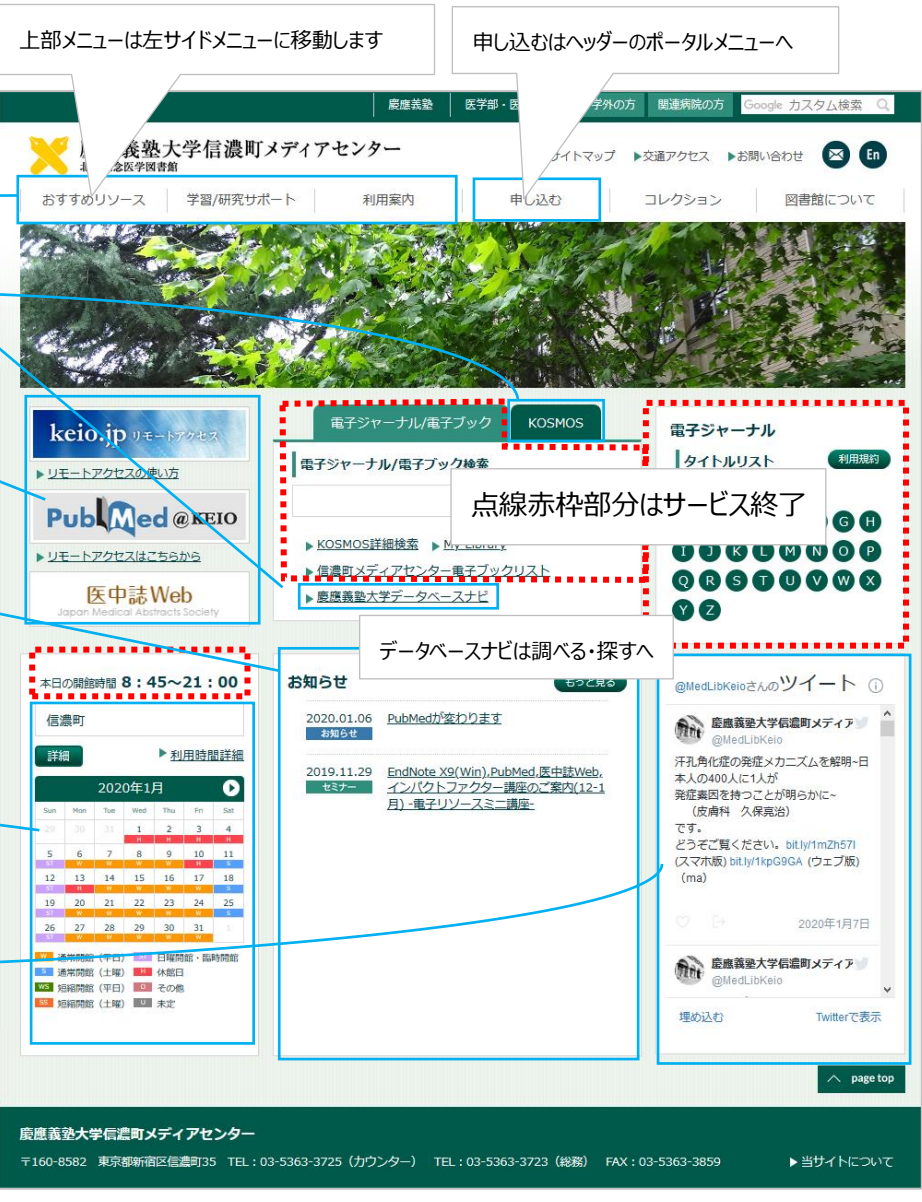 上部メニューは左サイドメニューに移動します
申し込むはヘッダーのポータルメニューへ
慶應義塾
医学部・医
学外の方
関連病院の方
Google カスタム検索
義塾大学信濃町メディアセンター
念医学図書館
サイトマップ
交通アクセス
お問い合わせ
En
おすすめリソース
学習/研究サポート
利用案内
申し込む
コレクション
図書館について
keio.jp リモートアクセス
リモートアクセスの使い方
PubMed @KEIO
リモートアクセスはこちらから
医中誌Web
Japan Medical Abstracts Society
電子ジャーナル/電子ブック
KOSMOS
電子ジャーナル/電子ブック検索
KOSMOS詳細検索
My Library
信濃町メディアセンター電子ブックリスト
慶應義塾大学データベースナビ
電子ジャーナル
タイトルリスト
利用規約
点線赤枠部分はサービス終了
G H
I J K L M N O P
Q R S T U V W X
Y Z
データベースナビは調べる・探すへ
本日の開館時間 8:45~21:00
信濃町
詳細
利用時間詳細
2020年1月
Sun Mon Tue Wed Thu Fri Sat
29 30 31 1 2 3 4
H H H H
5 6 7 8 9 10 11
ST W W W W H S
12 13 14 15 16 17 18
ST H W W W W S
19 20 21 22 23 24 25
ST W W W W W S
26 27 28 29 30 31 1
ST W W W W W
W 通常開館（平日） 日曜開館・臨時開館
S 通常開館（土曜） H 休館日
WS 短縮開館（平日） D その他
SS 短縮開館（土曜） U 未定
お知らせ
もっと見る
2020.01.06 PubMedが変わります
お知らせ
2019.11.29 EndNote X9(Win),PubMed,医中誌Web,
セミナー インパクトファクター講座のご案内(12-1
月) -電子リソースミニ講座-
@MedLibKeioさんのツイート
慶應義塾大学信濃町メディア
@MedLibKeio
汗孔角化症の発症メカニズムを解明~日
本人の400人に1人が
発症素因を持つことが明らかに~
（皮膚科 久保亮治）
です。
どうぞご覧ください。bit.ly/1mZh57I
(スマホ版) bit.ly/1kpG9GA (ウェブ版)
（ma）
2020年1月7日
慶應義塾大学信濃町メディア
@MedLibKeio
埋め込む
Twitterで表示
page top
慶應義塾大学信濃町メディアセンター
〒160-8582 東京都新宿区信濃町35 TEL：03-5363-3725（カウンター） TEL：03-5363-3723（総務） FAX：03-5363-3859
当サイトについて